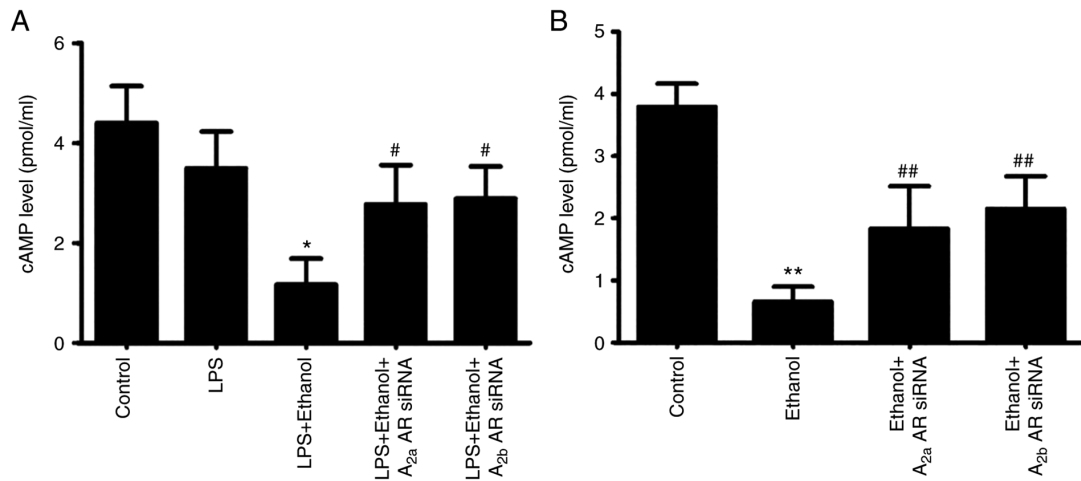 A
cAMP level (pmol/ml)
6
4
2
0
*
#
#
Control
LPS
LPS+Ethanol
LPS+Ethanol+
A2a AR siRNA
LPS+Ethanol+
A2b AR siRNA
B
cAMP level (pmol/ml)
5
4
3
2
1
0
**
##
##
Control
Ethanol
Ethanol+
A2a AR siRNA
Ethanol+
A2b AR siRNA